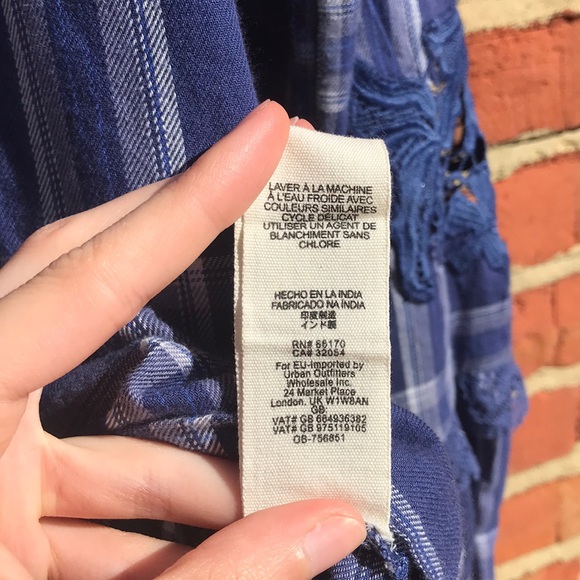 LAVER À LA MACHINE
À L'EAU FROIDE AVEC
COULEURS SIMILAIRES
CYCLE DÉLICAT
UTILISER UN AGENT DE
BLANCHIMENT SANS
CHLORE
HECHO EN LA INDIA
FABRICADO NA ÍNDIA
印度制造
インド製
RN# 66170
CA# 32054
For EU-Imported by
Urban Outfitters
Wholesale Inc.
24 Market Place
London. UK W1W8AN
GB:
VAT# GB 664936382
VAT# GB 975119105
OB-756851